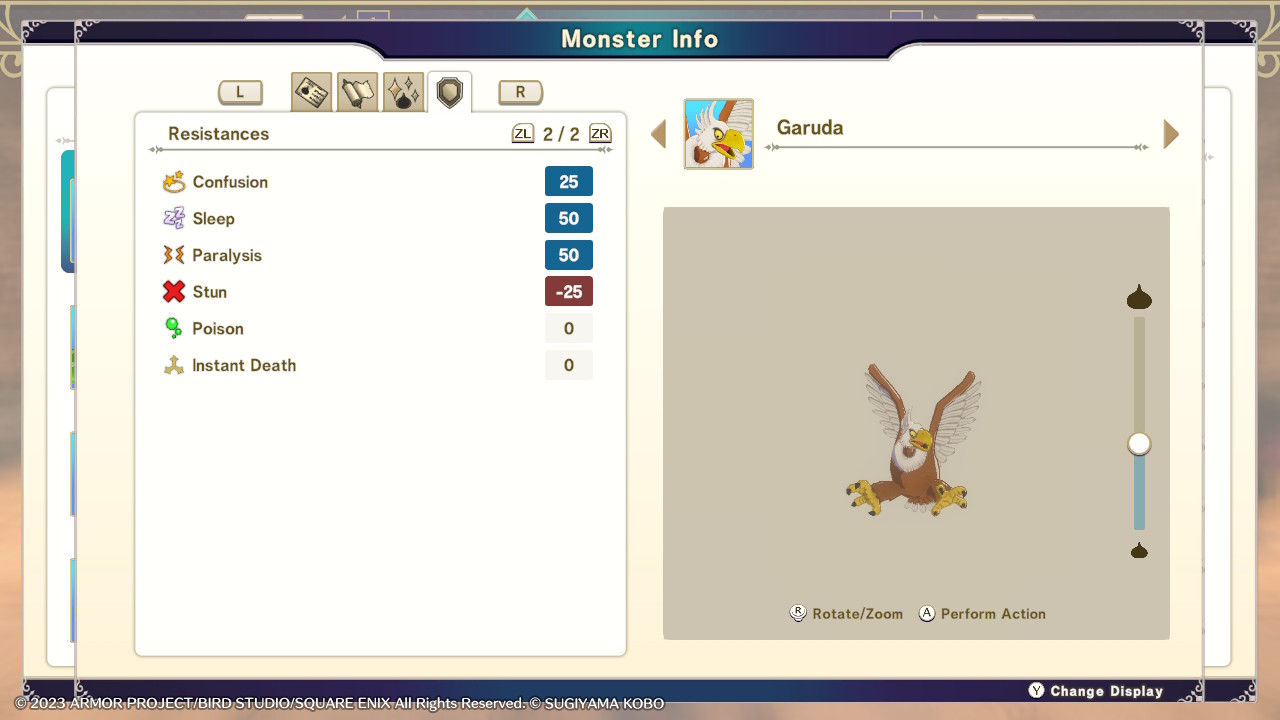 Monster Info
L
R
Resistances
ZL 2 / 2 ZR
Confusion 25
Sleep 50
Paralysis 50
Stun -25
Poison 0
Instant Death 0
Garuda
R Rotate/Zoom A Perform Action
Y Change Display
© 2023 ARMOR PROJECT/BIRD STUDIO/SQUARE ENIX All Rights Reserved. © SUGIYAMA KOBO